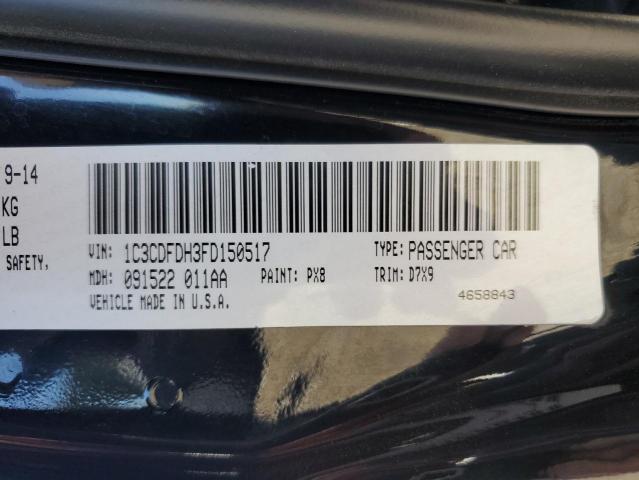 9-14
KG
LB
SAFETY,
VIN: 1C3CDFDH3FD150517 TYPE: PASSENGER CAR
MDH: 091522 011AA PAINT: PX8 TRIM: D7X9
VEHICLE MADE IN U.S.A.
4658843